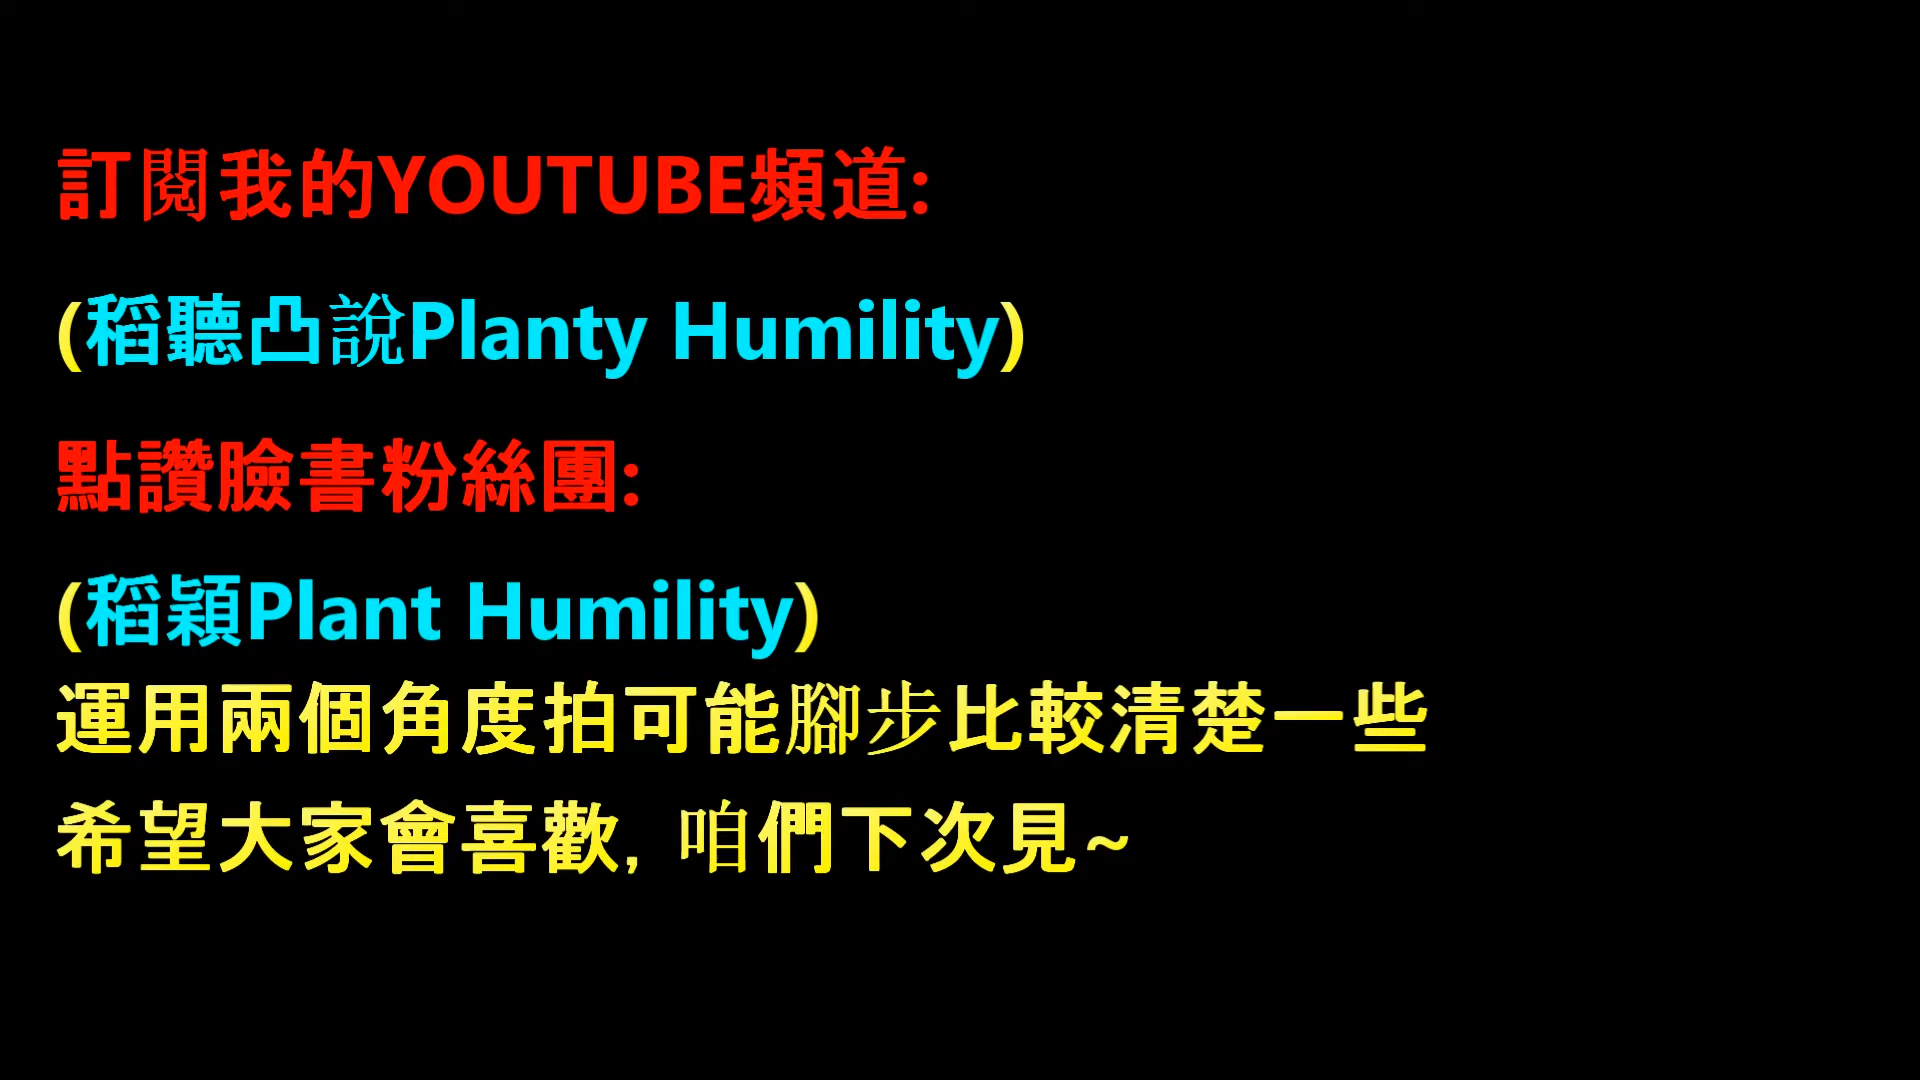 訂閱我的YOUTUBE頻道:
(稻聽凸說Planty Humility)
點讚臉書粉絲團:
(稻穎Plant Humility)
運用兩個角度拍可能腳步比較清楚一些
希望大家會喜歡, 咱們下次見~